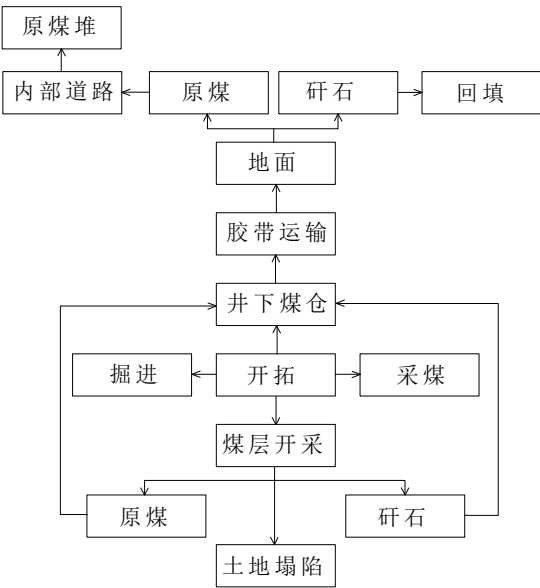 原煤堆
内部道路
原煤
矸石
回填
地面
胶带运输
井下煤仓
掘进
开拓
采煤
煤层开采
原煤
矸石
土地塌陷